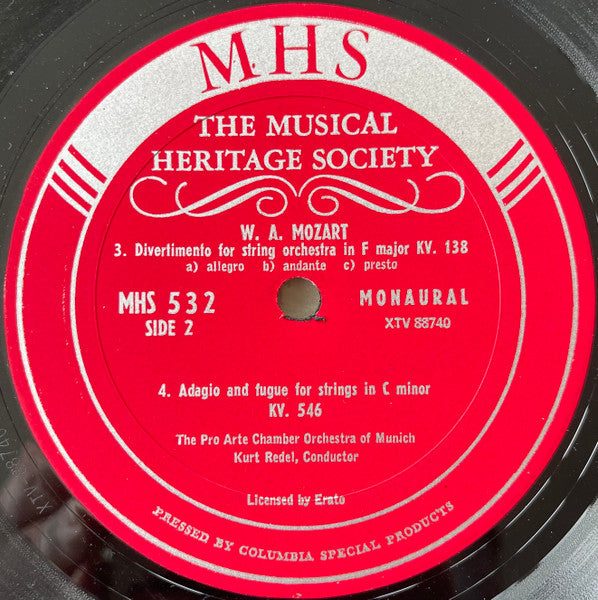 MHS
THE MUSICAL
HERITAGE SOCIETY
W. A. MOZART
3. Divertimento for string orchestra in F major KV. 138
a) allegro b) andante c) presto
MHS 532
SIDE 2
MONAURAL
XTV 88740
4. Adagio and fugue for strings in C minor
KV. 546
The Pro Arte Chamber Orchestra of Munich
Kurt Redel, Conductor
Licensed by Erato
PRESSED BY COLUMBIA SPECIAL PRODUCTS